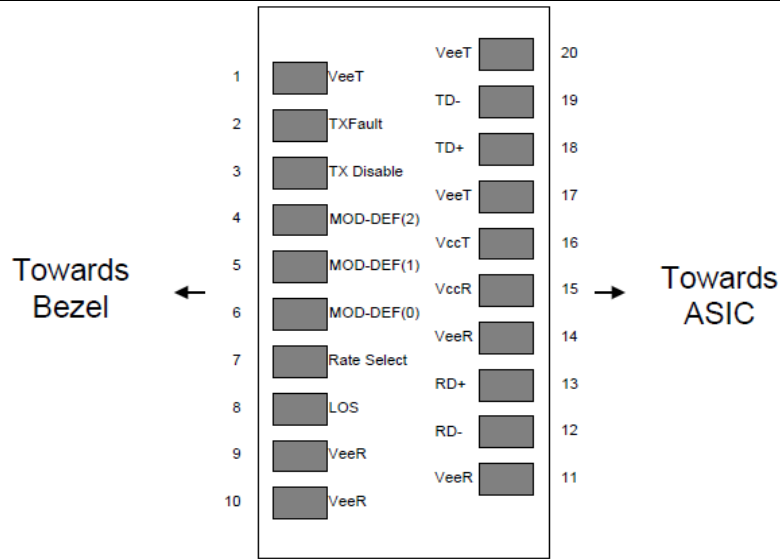 VeeT 20
1 VeeT
TD- 19
2 TXFault
TD+ 18
3 TX Disable
VeeT 17
4 MOD-DEF(2)
VccT 16
5 MOD-DEF(1)
Towards
Bezel
VccR 15
Towards
ASIC
6 MOD-DEF(0)
VeeR 14
7 Rate Select
RD+ 13
8 LOS
RD- 12
9 VeeR
VeeR 11
10 VeeR